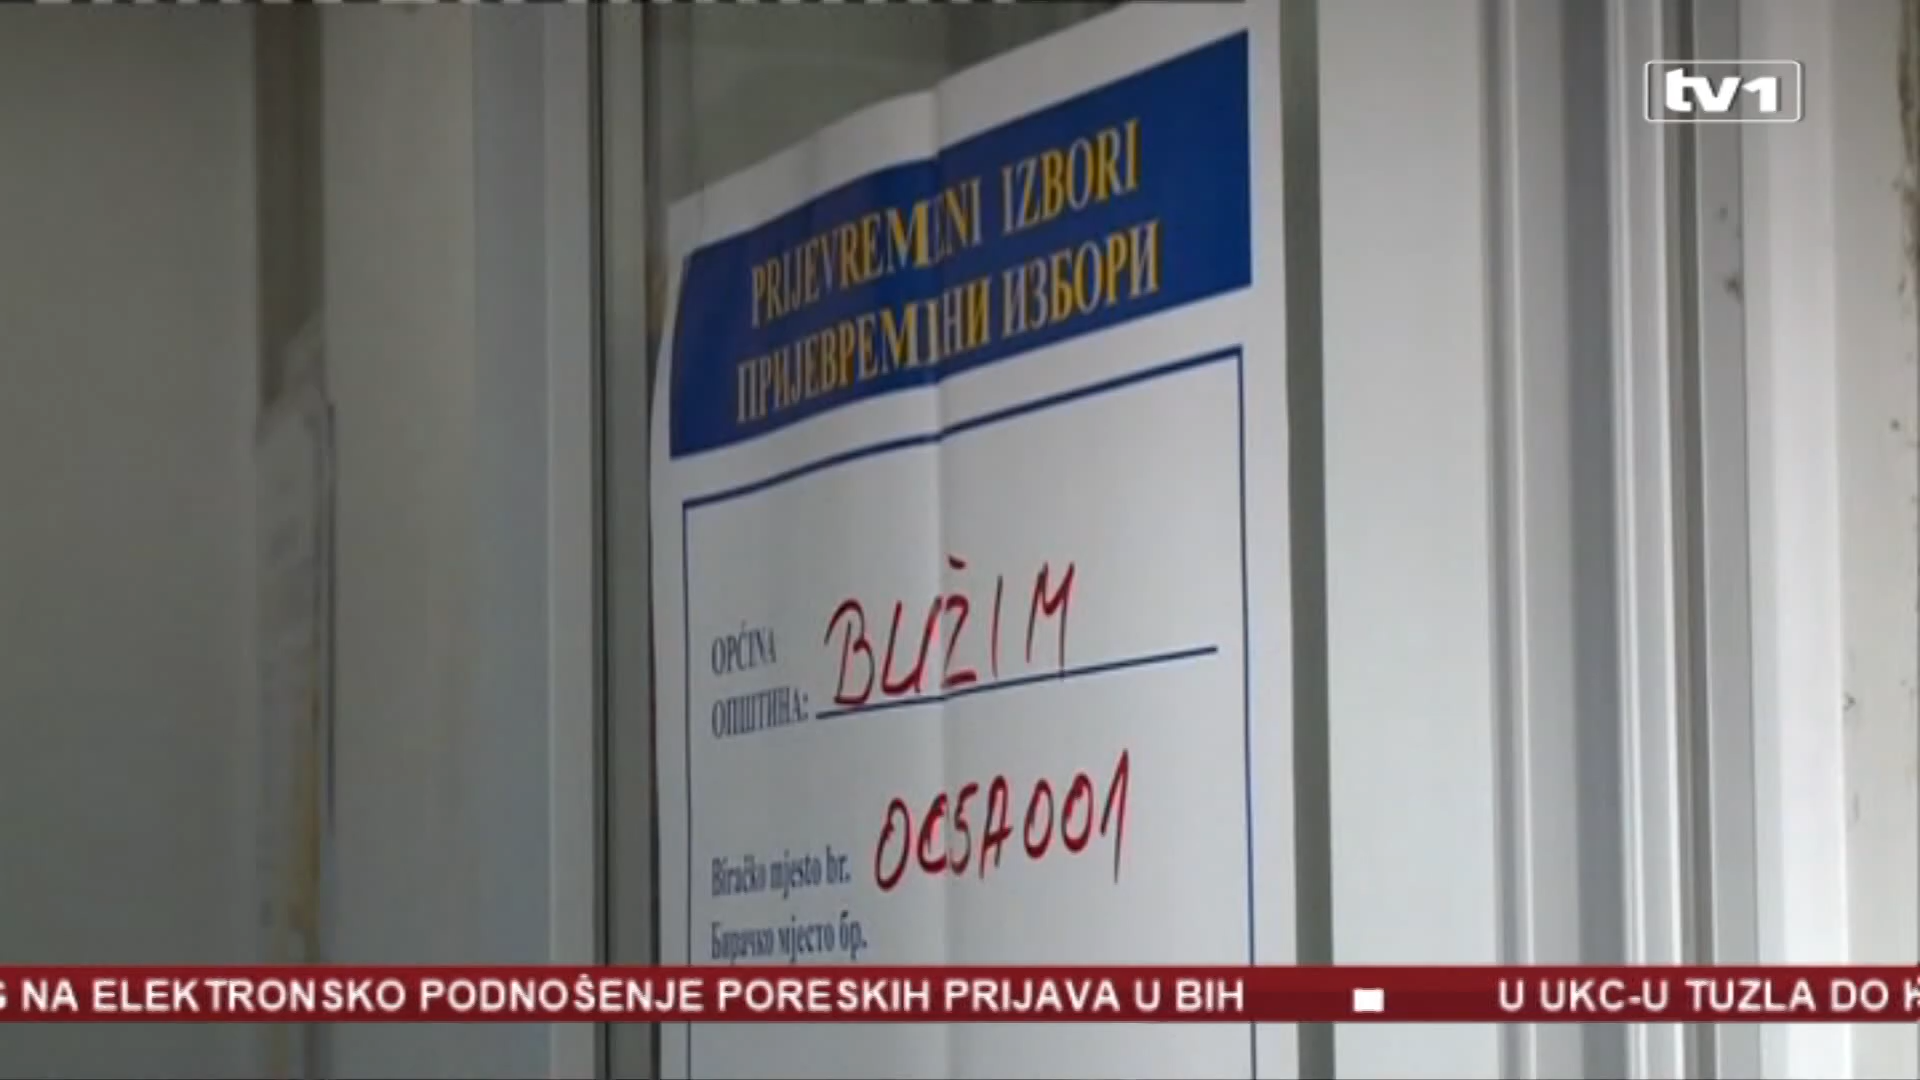 tv1
PRIJEVREMENI IZBORI
ПРИЈЕВРЕМЕНИ ИЗБОРИ
OPĆINA
ОПШТИНА:
BUŽIM
Biračko mjesto br.
Бирачко мјесто бр.
005A001
NA ELEKTRONSKO PODNOŠENJE PORESKIH PRIJAVA U BIH
U UKC-U TUZLA DO